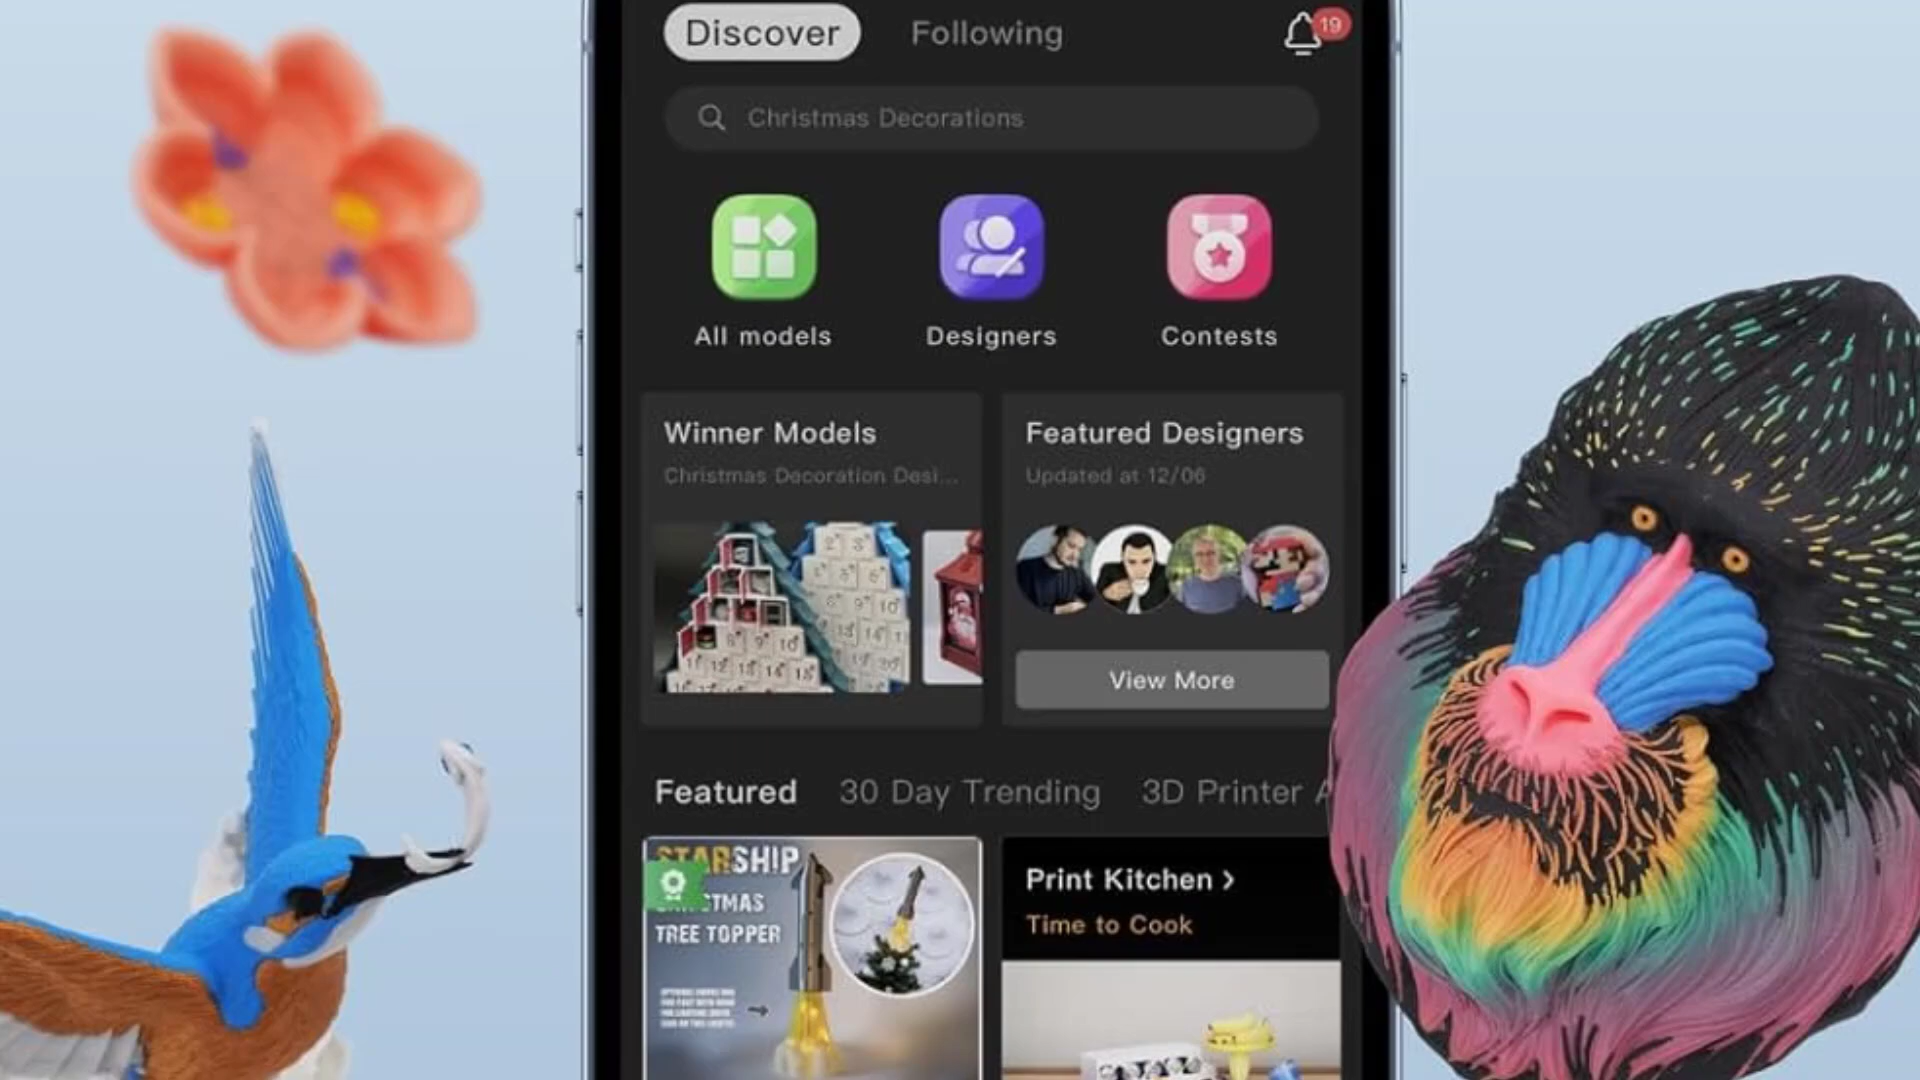 Discover
Following
19
Christmas Decorations
All models
Designers
Contests
Winner Models
Christmas Decoration Desi...
Featured Designers
Updated at 12/06
View More
Featured
30 Day Trending
3D Printer
STARSHIP
TREE TOPPER
Print Kitchen >
Time to Cook